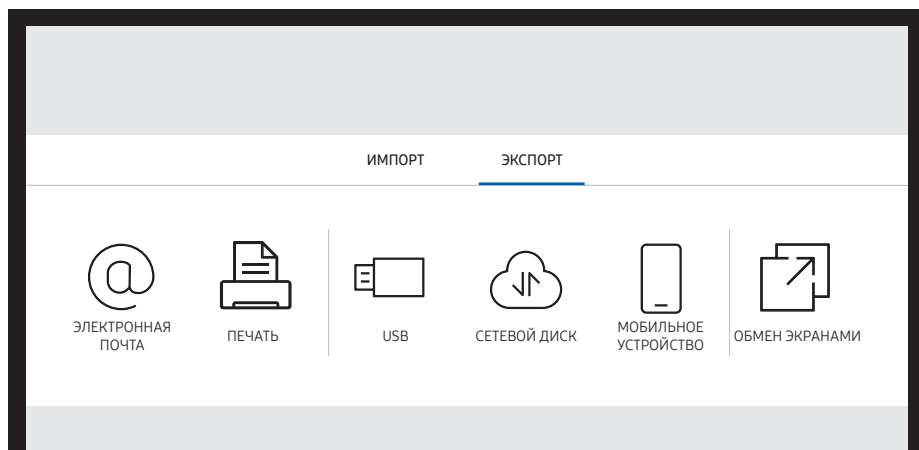 ИМПОРТ ЭКСПОРТ
ЭЛЕКТРОННАЯ
ПОЧТА
ПЕЧАТЬ
USB
СЕТЕВОЙ ДИСК
МОБИЛЬНОЕ
УСТРОЙСТВО
ОБМЕН ЭКРАНАМИ